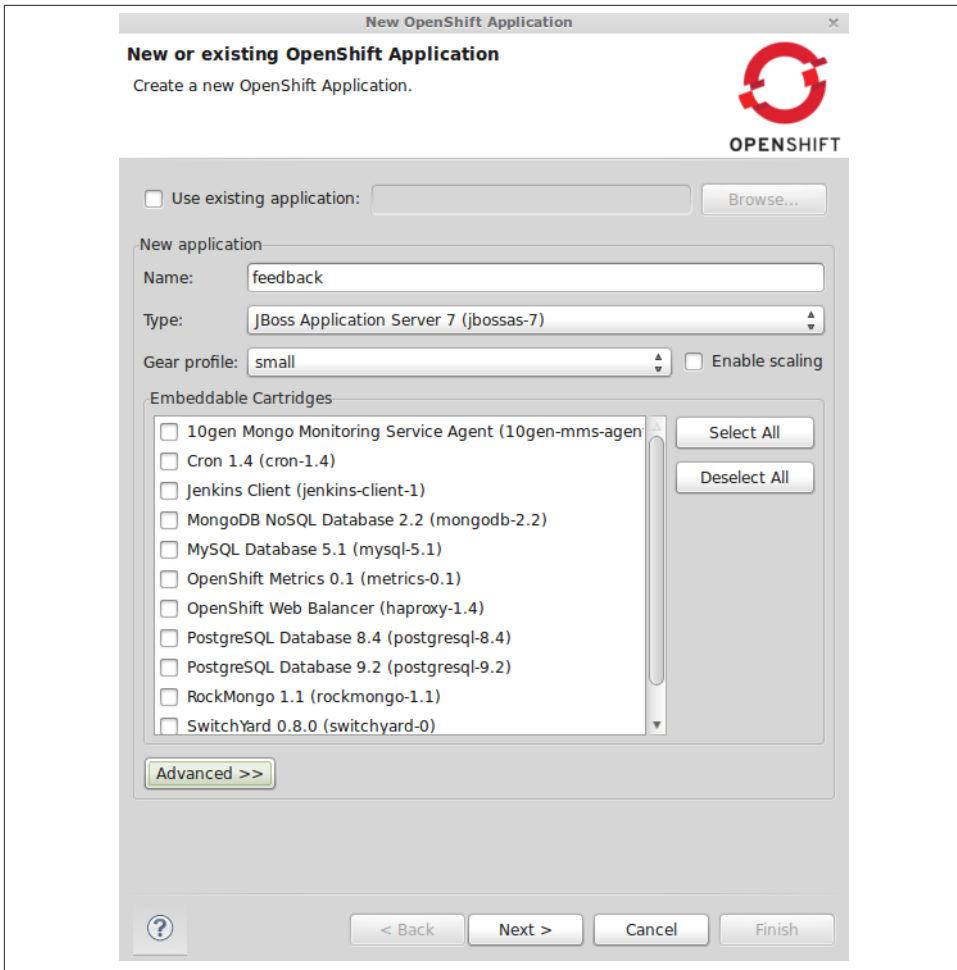 New OpenShift Application
New or existing OpenShift Application
Create a new OpenShift Application.
OPENSHIFT
Use existing application:
Browse...
New application
Name: feedback
Type: JBoss Application Server 7 (jbossas-7)
Gear profile: small Enable scaling
Embeddable Cartridges
10gen Mongo Monitoring Service Agent (10gen-mms-agent
Select All
Cron 1.4 (cron-1.4)
Deselect All
Jenkins Client (jenkins-client-1)
MongoDB NoSQL Database 2.2 (mongodb-2.2)
MySQL Database 5.1 (mysql-5.1)
OpenShift Metrics 0.1 (metrics-0.1)
OpenShift Web Balancer (haproxy-1.4)
PostgreSQL Database 8.4 (postgresql-8.4)
PostgreSQL Database 9.2 (postgresql-9.2)
RockMongo 1.1 (rockmongo-1.1)
SwitchYard 0.8.0 (switchyard-0)
Advanced >>
? < Back Next > Cancel Finish